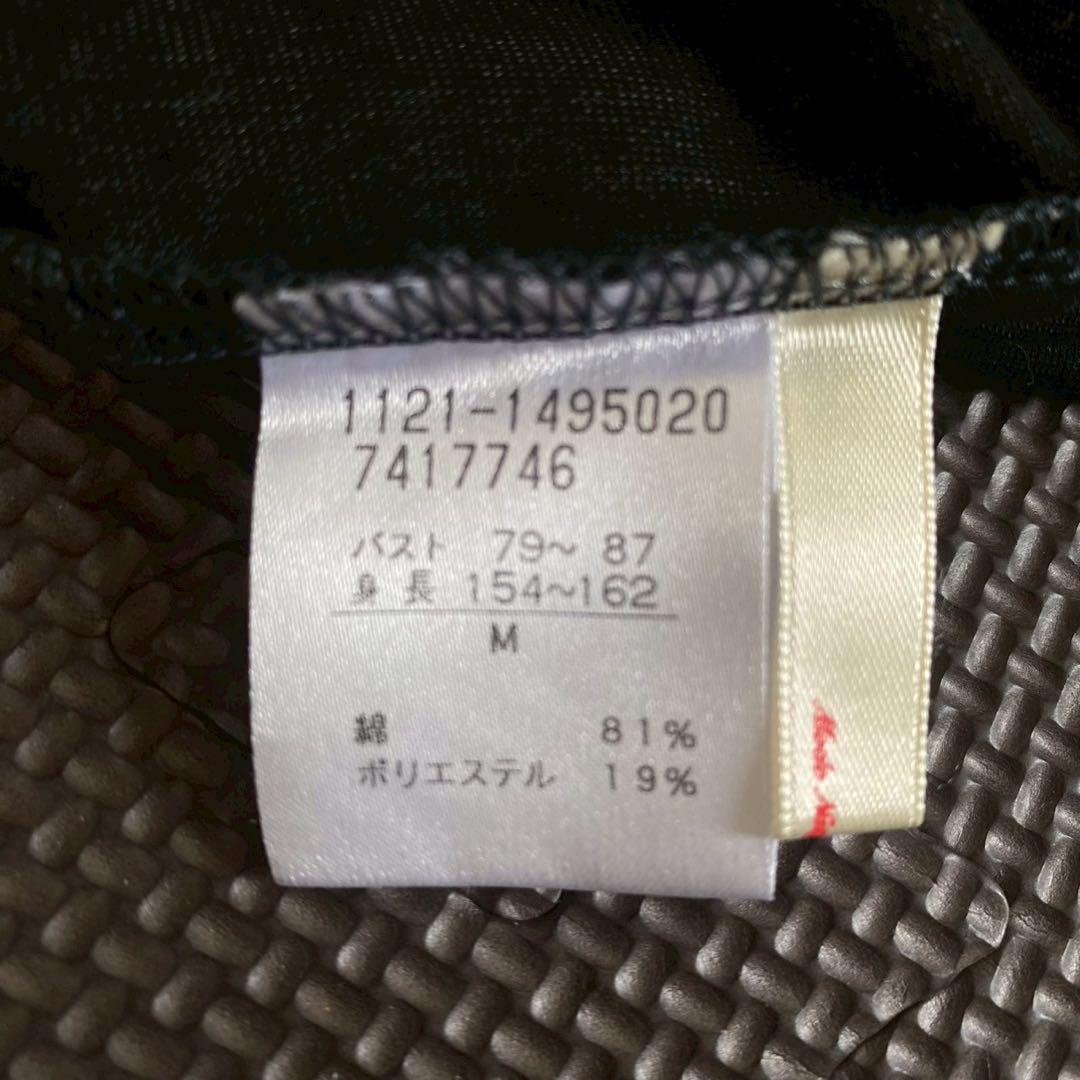 1121-1495020
7417746
バスト 79~ 87
身長 154~162
M
綿 81%
ポリエステル 19%